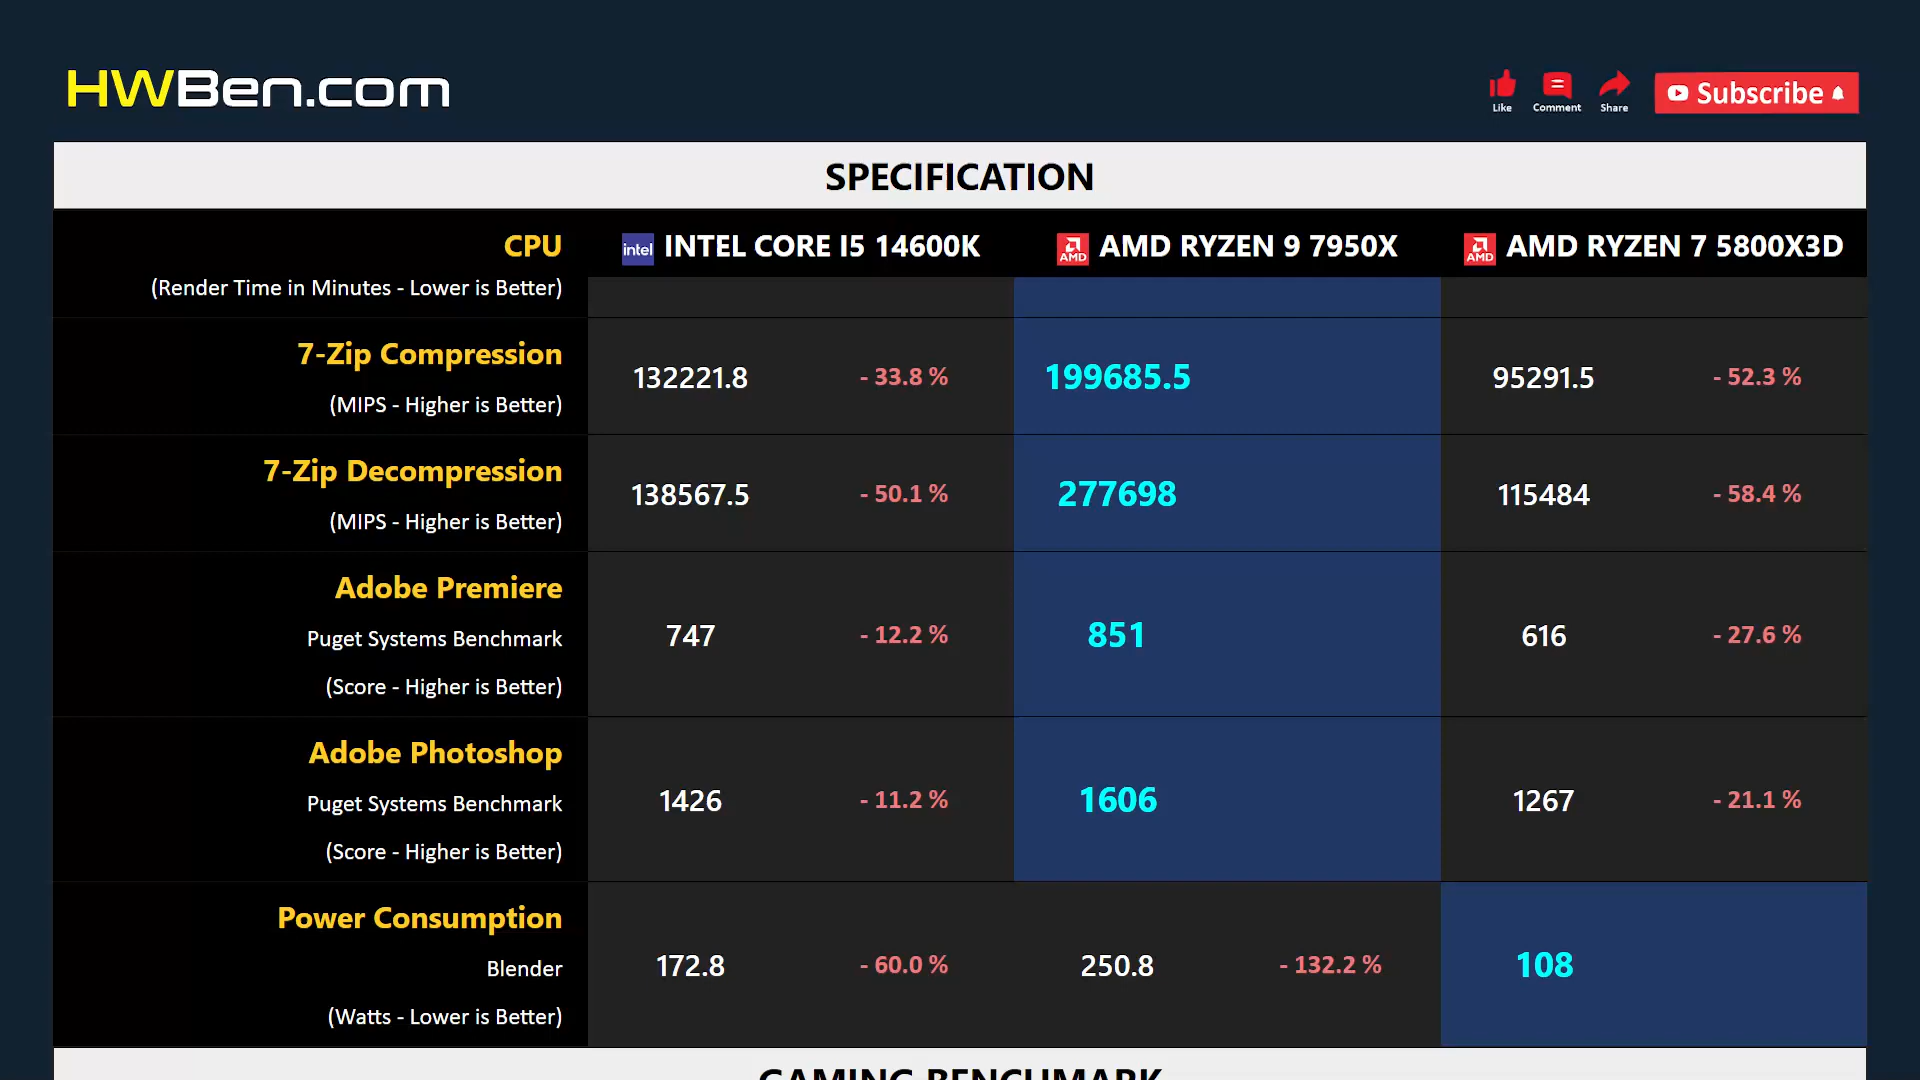 HWBen.com
Like
Comment
Share
Subscribe
SPECIFICATION
CPU
intel INTEL CORE I5 14600K
AMD AMD RYZEN 9 7950X
AMD AMD RYZEN 7 5800X3D
(Render Time in Minutes - Lower is Better)
7-Zip Compression
(MIPS - Higher is Better)
132221.8
- 33.8 %
199685.5
95291.5
- 52.3 %
7-Zip Decompression
(MIPS - Higher is Better)
138567.5
- 50.1 %
277698
115484
- 58.4 %
Adobe Premiere
Puget Systems Benchmark
(Score - Higher is Better)
747
- 12.2 %
851
616
- 27.6 %
Adobe Photoshop
Puget Systems Benchmark
(Score - Higher is Better)
1426
- 11.2 %
1606
1267
- 21.1 %
Power Consumption
Blender
(Watts - Lower is Better)
172.8
- 60.0 %
250.8
- 132.2 %
108
GAMING BENCHMARK